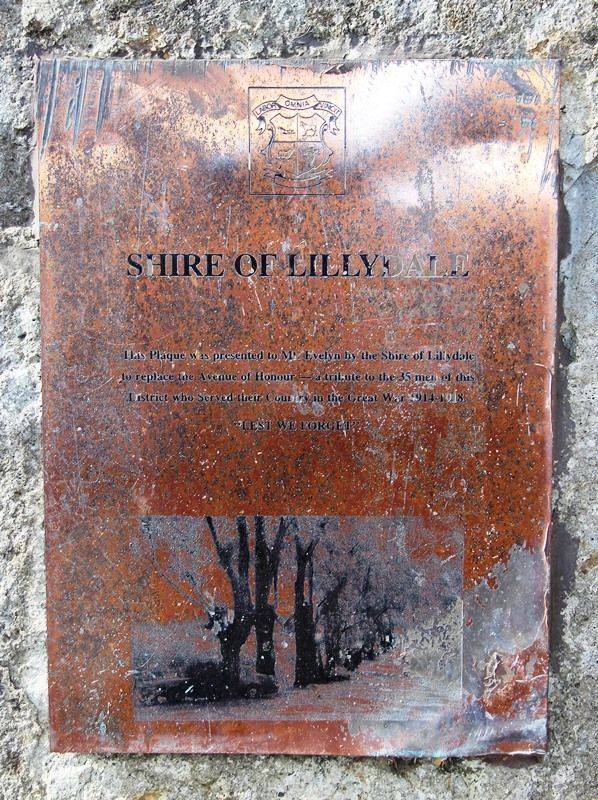 LABOR OMNIA VINCIT
SHIRE OF LILLYDALE
This Plaque was presented to Mt. Evelyn by the Shire of Lillydale
to replace the Avenue of Honour — a tribute to the 35 men of this
District who Served their Country in the Great War 1914-1918.
"LEST WE FORGET"